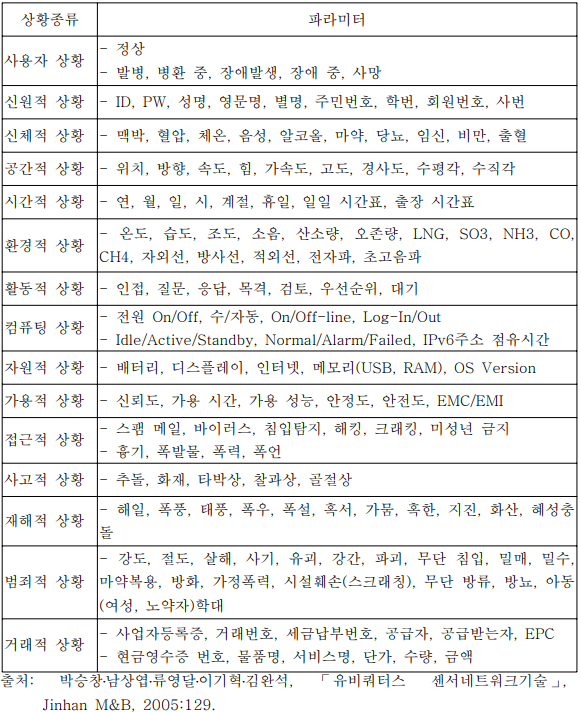 상황종류 파라미터
사용자 상황
- 정상
- 발병, 병환 중, 장애발생, 장애 중, 사망
신원적 상황 - ID, PW, 성명, 영문명, 별명, 주민번호, 학번, 회원번호, 사번
신체적 상황 - 맥박, 혈압, 체온, 음성, 알코올, 마약, 당뇨, 임신, 비만, 출혈
공간적 상황 - 위치, 방향, 속도, 힘, 가속도, 고도, 경사도, 수평각, 수직각
시간적 상황 - 연, 월, 일, 시, 계절, 휴일, 일일 시간표, 출장 시간표
환경적 상황
- 온도, 습도, 조도, 소음, 산소량, 오존량, LNG, SO3, NH3, CO,
CH4, 자외선, 방사선, 적외선, 전자파, 초고음파
활동적 상황 - 인접, 질문, 응답, 목격, 검토, 우선순위, 대기
컴퓨팅 상황
- 전원 On/Off, 수/자동, On/Off-line, Log-In/Out
- Idle/Active/Standby, Normal/Alarm/Failed, IPv6주소 점유시간
자원적 상황 - 배터리, 디스플레이, 인터넷, 메모리(USB, RAM), OS Version
가용적 상황 - 신뢰도, 가용 시간, 가용 성능, 안정도, 안전도, EMC/EMI
접근적 상황
- 스팸 메일, 바이러스, 침입탐지, 해킹, 크래킹, 미성년 금지
- 흉기, 폭발물, 폭력, 폭언
사고적 상황 - 추돌, 화재, 타박상, 찰과상, 골절상
재해적 상황
- 해일, 폭풍, 태풍, 폭우, 폭설, 혹서, 가뭄, 혹한, 지진, 화산, 혜성충
돌
범죄적 상황
- 강도, 절도, 살해, 사기, 유괴, 강간, 파괴, 무단 침입, 밀매, 밀수,
마약복용, 방화, 가정폭력, 시설훼손(스크래칭), 무단 방류, 방뇨, 아동
(여성, 노약자)학대
거래적 상황
- 사업자등록증, 거래번호, 세금납부번호, 공급자, 공급받는자, EPC
- 현금영수증 번호, 물품명, 서비스명, 단가, 수량, 금액
출처: 박승창·남상엽·류영달·이기혁·김완석, 「유비쿼터스 센서네트워크기술」,
Jinhan M&B, 2005:129.